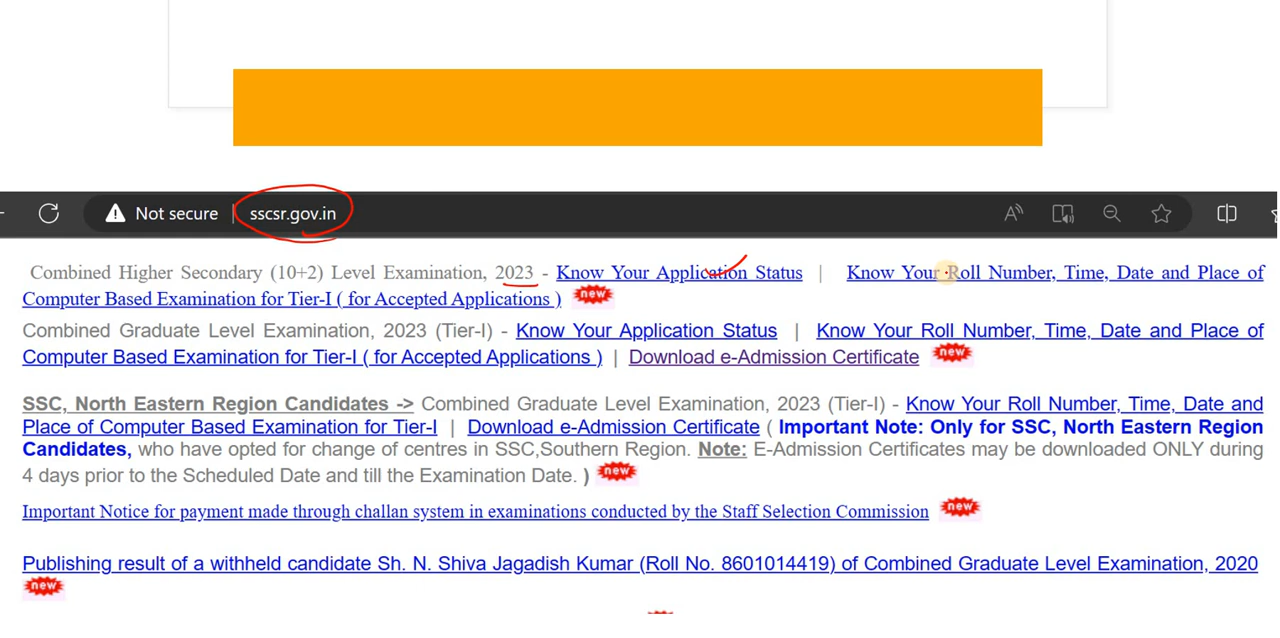 Not secure | sscsr.gov.in
Combined Higher Secondary (10+2) Level Examination, 2023 - Know Your Application Status | Know Your Roll Number, Time, Date and Place of
Computer Based Examination for Tier-I ( for Accepted Applications ) new
Combined Graduate Level Examination, 2023 (Tier-I) - Know Your Application Status | Know Your Roll Number, Time, Date and Place of
Computer Based Examination for Tier-I ( for Accepted Applications ) | Download e-Admission Certificate new
SSC, North Eastern Region Candidates -> Combined Graduate Level Examination, 2023 (Tier-I) - Know Your Roll Number, Time, Date and
Place of Computer Based Examination for Tier-I | Download e-Admission Certificate ( Important Note: Only for SSC, North Eastern Region
Candidates, who have opted for change of centres in SSC,Southern Region. Note: E-Admission Certificates may be downloaded ONLY during
4 days prior to the Scheduled Date and till the Examination Date. ) new
Important Notice for payment made through challan system in examinations conducted by the Staff Selection Commission new
Publishing result of a withheld candidate Sh. N. Shiva Jagadish Kumar (Roll No. 8601014419) of Combined Graduate Level Examination, 2020
new